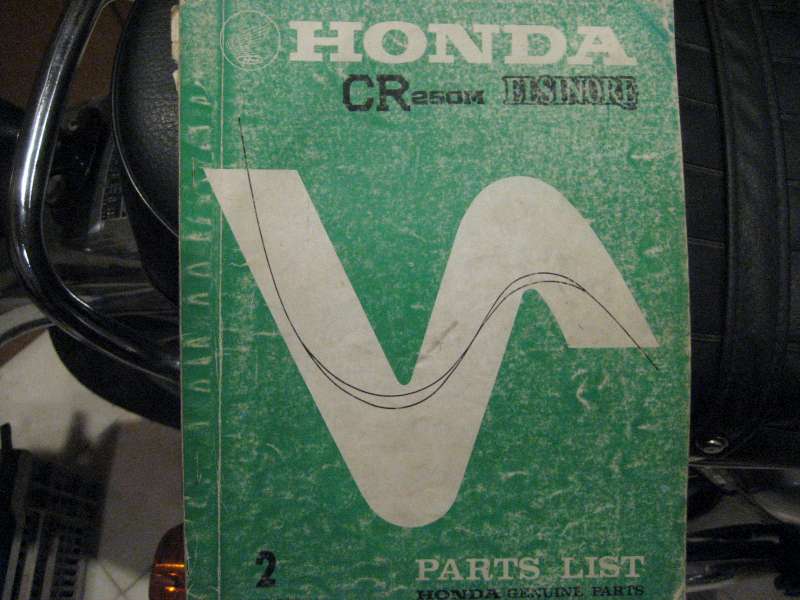 HONDA
CR250M ELSINORE
2
PARTS LIST
HONDA GENUINE PARTS